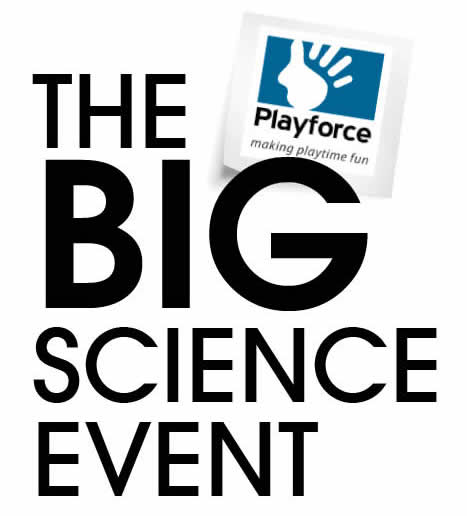 THE
Playforce
making playtime fun
BIG
SCIENCE
EVENT